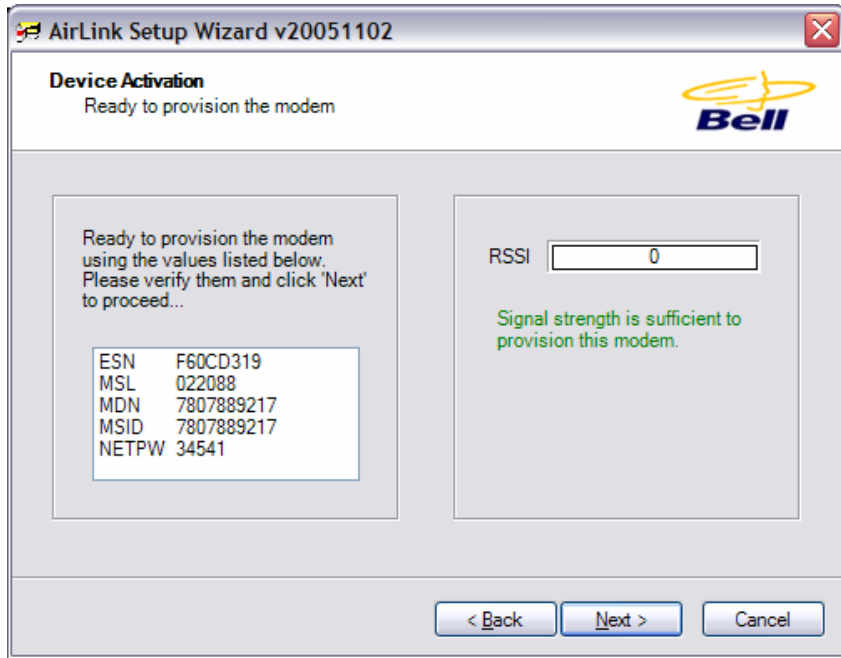 AirLink Setup Wizard v20051102
Device Activation
Ready to provision the modem
Bell
Ready to provision the modem
using the values listed below.
Please verify them and click 'Next'
to proceed...
ESN F60CD319
MSL 022088
MDN 7807889217
MSID 7807889217
NETPW 34541
RSSI 0
Signal strength is sufficient to
provision this modem.
< Back
Next >
Cancel